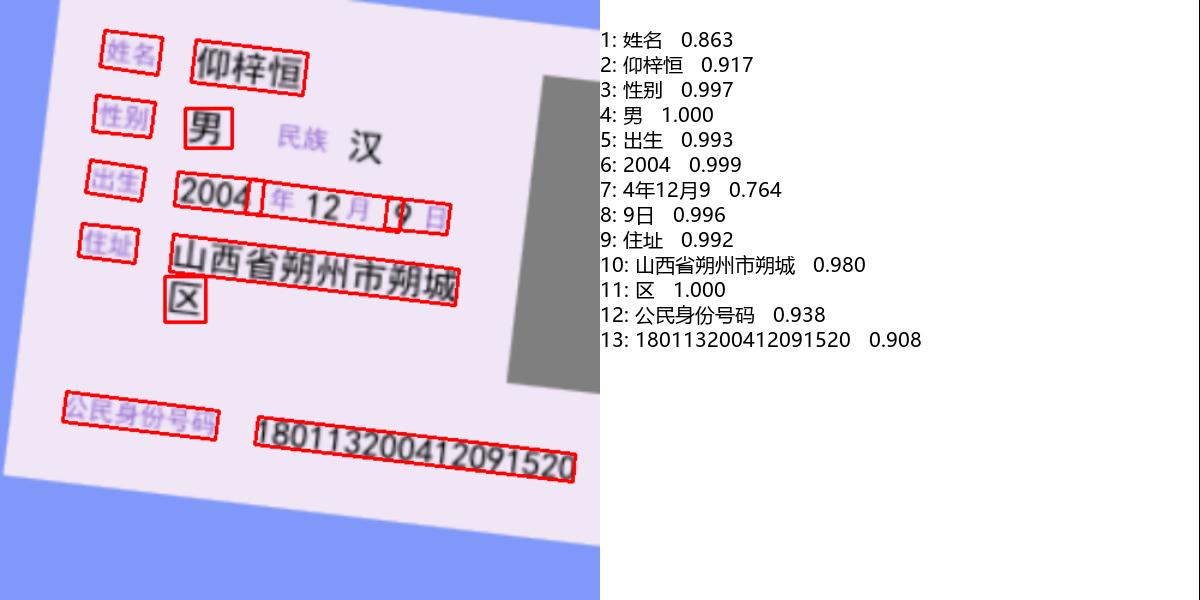 姓名 仰梓恒
性别 男 民族 汉
出生 2004 年 12 月 9 日
住址 山西省朔州市朔城
区
公民身份号码 180113200412091520
1: 姓名 0.863
2: 仰梓恒 0.917
3: 性别 0.997
4: 男 1.000
5: 出生 0.993
6: 2004 0.999
7: 4年12月9 0.764
8: 9日 0.996
9: 住址 0.992
10: 山西省朔州市朔城 0.980
11: 区 1.000
12: 公民身份号码 0.938
13: 180113200412091520 0.908